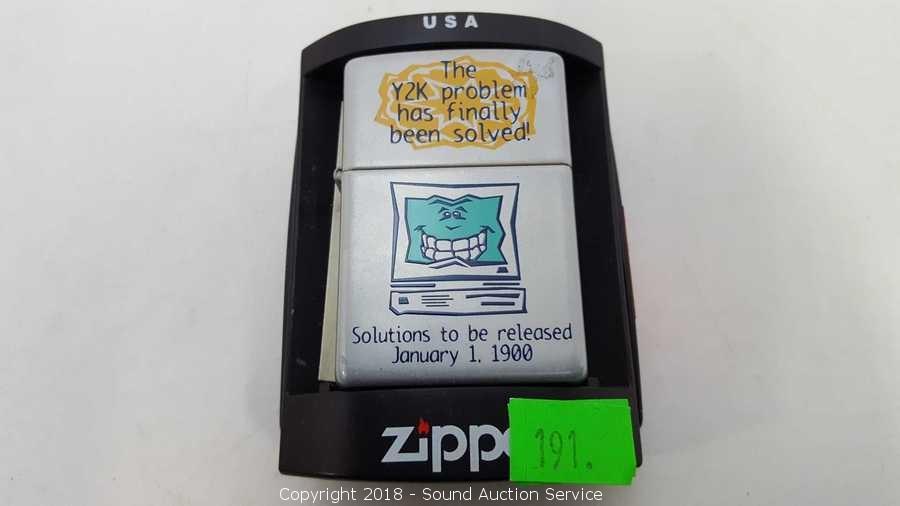 USA
The
Y2K problem
has finally
been solved!
Solutions to be released
January 1, 1900
zippo
191.
Copyright 2018 - Sound Auction Service